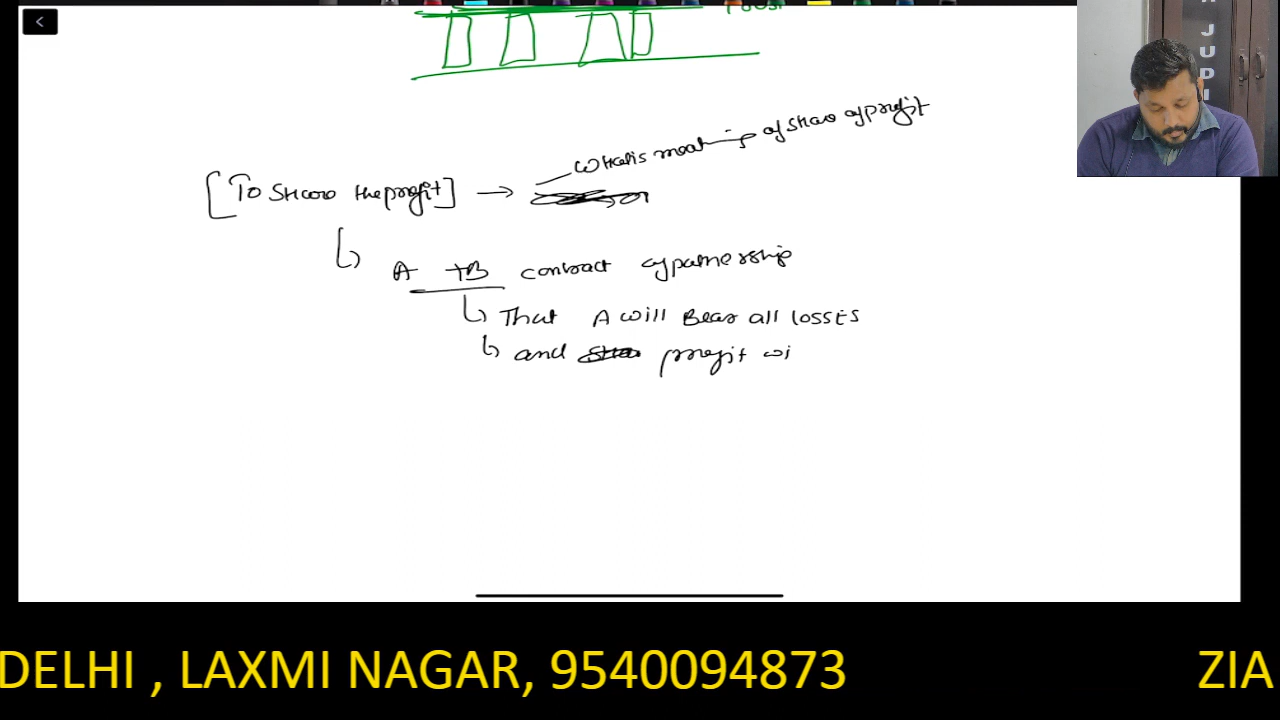 J
U
D
I
What is meaning of Share of profit
[To Share the profit] →
A + B contract of partnership
That A will Bear all losses
and profit wi
DELHI , LAXMI NAGAR, 9540094873
ZIA